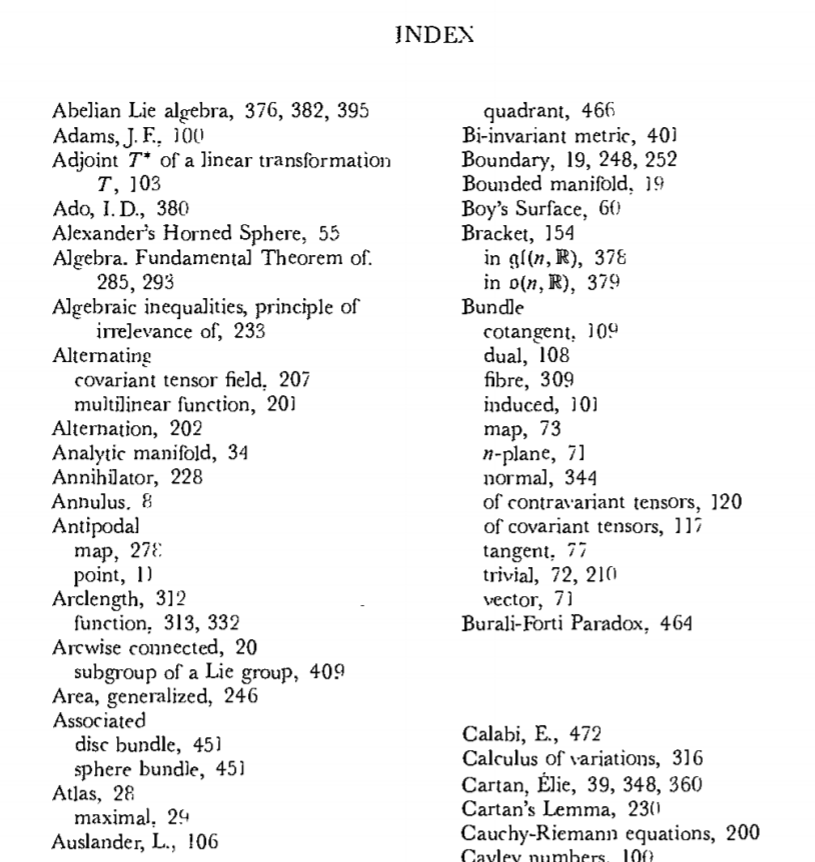 INDEX
Abelian Lie algebra, 376, 382, 395
Adams, J. F., 100
Adjoint T* of a linear transformation
T, 103
Ado, I. D., 380
Alexander's Horned Sphere, 55
Algebra. Fundamental Theorem of.
285, 293
Algebraic inequalities, principle of
irrelevance of, 233
Alternating
covariant tensor field, 207
multilinear function, 201
Alternation, 202
Analytic manifold, 34
Annihilator, 228
Annulus. 8
Antipodal
map, 278
point, 11
Arclength, 312
function, 313, 332
Arcwise connected, 20
subgroup of a Lie group, 409
Area, generalized, 246
Associated
disc bundle, 451
sphere bundle, 451
Atlas, 28
maximal, 29
Auslander, L., 106
quadrant, 466
Bi-invariant metric, 401
Boundary, 19, 248, 252
Bounded manifold, 19
Boy's Surface, 60
Bracket, 154
in 𝔤𝔩(n, ℝ), 378
in 𝔬(n, ℝ), 379
Bundle
cotangent, 109
dual, 108
fibre, 309
induced, 101
map, 73
n-plane, 71
normal, 344
of contravariant tensors, 120
of covariant tensors, 117
tangent, 77
trivial, 72, 210
vector, 71
Burali-Forti Paradox, 464
Calabi, E., 472
Calculus of variations, 316
Cartan, Élie, 39, 348, 360
Cartan's Lemma, 230
Cauchy-Riemann equations, 200
Cayley numbers, 100